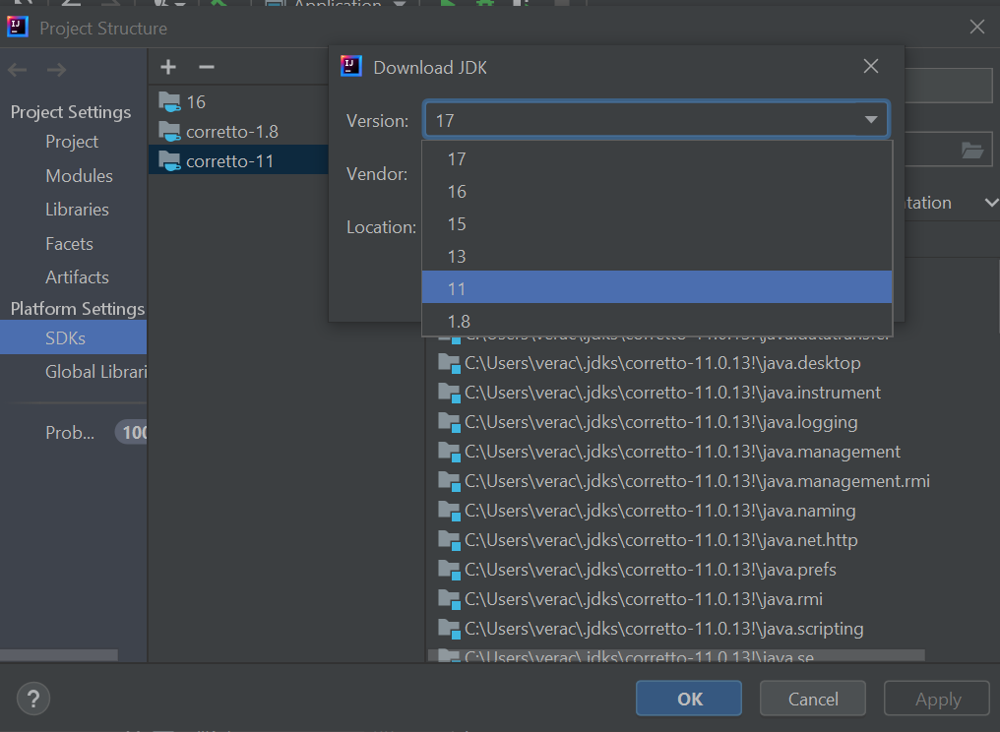 Application
Project Structure
Project Settings
Project
Modules
Libraries
Facets
Artifacts
Platform Settings
SDKs
Global Librari
Prob...
100
16
corretto-1.8
corretto-11
Download JDK
Version:
17
Vendor:
Location:
17
16
15
13
11
1.8
tation
C:\Users\verac\.jdks\corretto-11.0.13!\java.datatransfer
C:\Users\verac\.jdks\corretto-11.0.13!\java.desktop
C:\Users\verac\.jdks\corretto-11.0.13!\java.instrument
C:\Users\verac\.jdks\corretto-11.0.13!\java.logging
C:\Users\verac\.jdks\corretto-11.0.13!\java.management
C:\Users\verac\.jdks\corretto-11.0.13!\java.management.rmi
C:\Users\verac\.jdks\corretto-11.0.13!\java.naming
C:\Users\verac\.jdks\corretto-11.0.13!\java.net.http
C:\Users\verac\.jdks\corretto-11.0.13!\java.prefs
C:\Users\verac\.jdks\corretto-11.0.13!\java.rmi
C:\Users\verac\.jdks\corretto-11.0.13!\java.scripting
C:\Users\verac\.jdks\corretto-11.0.13!\java.se
?
OK
Cancel
Apply